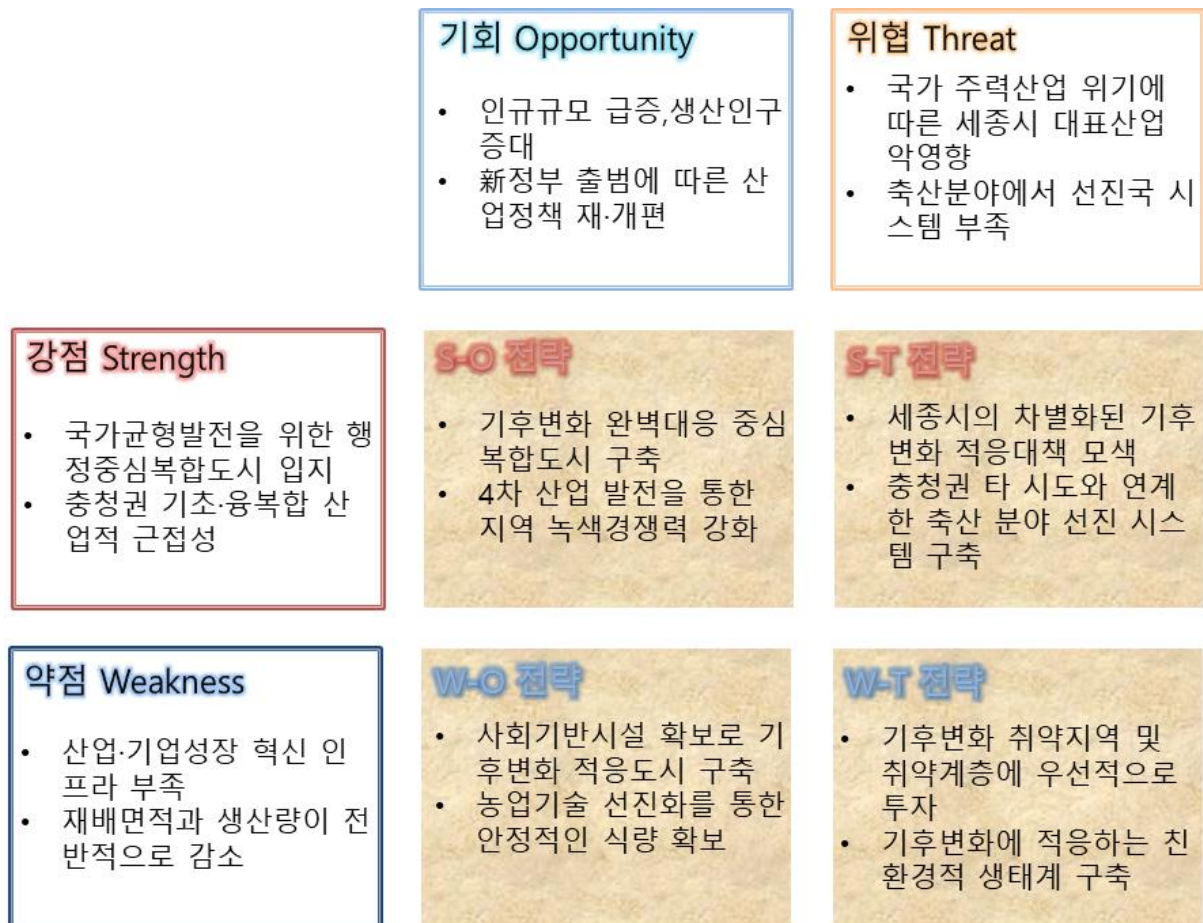 기회 Opportunity
• 인규규모 급증,생산인구
증대
• 新정부 출범에 따른 산
업정책 재·개편
위협 Threat
• 국가 주력산업 위기에
따른 세종시 대표산업
악영향
• 축산분야에서 선진국 시
스템 부족
강점 Strength
• 국가균형발전을 위한 행
정중심복합도시 입지
• 충청권 기초·융복합 산
업적 근접성
S-O 전략
• 기후변화 완벽대응 중심
복합도시 구축
• 4차 산업 발전을 통한
지역 녹색경쟁력 강화
S-T 전략
• 세종시의 차별화된 기후
변화 적응대책 모색
• 충청권 타 시도와 연계
한 축산 분야 선진 시스
템 구축
약점 Weakness
• 산업·기업성장 혁신 인
프라 부족
• 재배면적과 생산량이 전
반적으로 감소
W-O 전략
• 사회기반시설 확보로 기
후변화 적응도시 구축
• 농업기술 선진화를 통한
안정적인 식량 확보
W-T 전략
• 기후변화 취약지역 및
취약계층에 우선적으로
투자
• 기후변화에 적응하는 친
환경적 생태계 구축